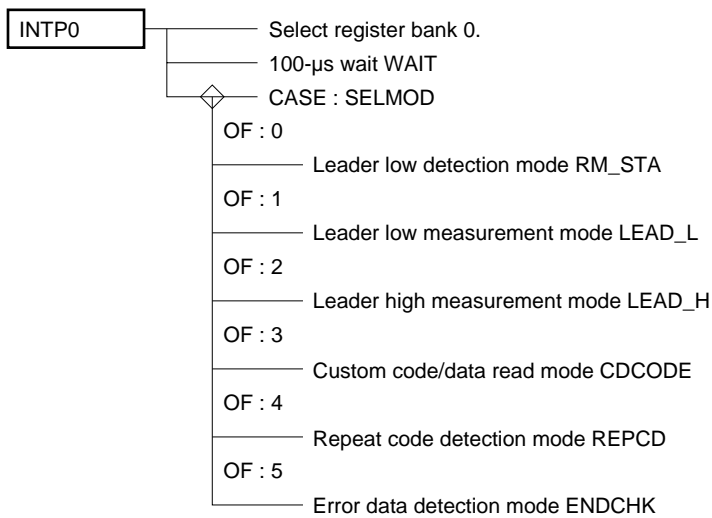 INTP0
Select register bank 0.
100-µs wait WAIT
CASE : SELMOD
OF : 0
Leader low detection mode RM_STA
OF : 1
Leader low measurement mode LEAD_L
OF : 2
Leader high measurement mode LEAD_H
OF : 3
Custom code/data read mode CDCODE
OF : 4
Repeat code detection mode REPCD
OF : 5
Error data detection mode ENDCHK